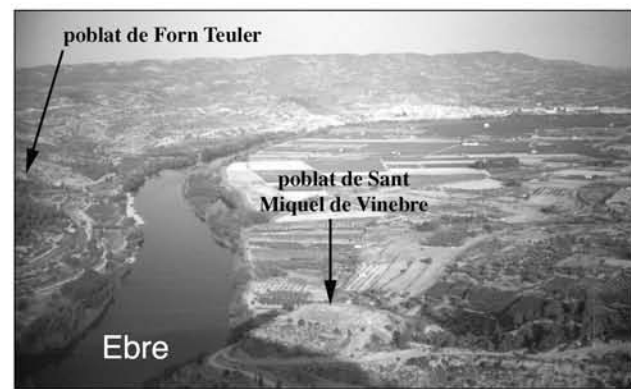 poblat de Forn Teuler
poblat de Sant
Miquel de Vinebre
Ebre